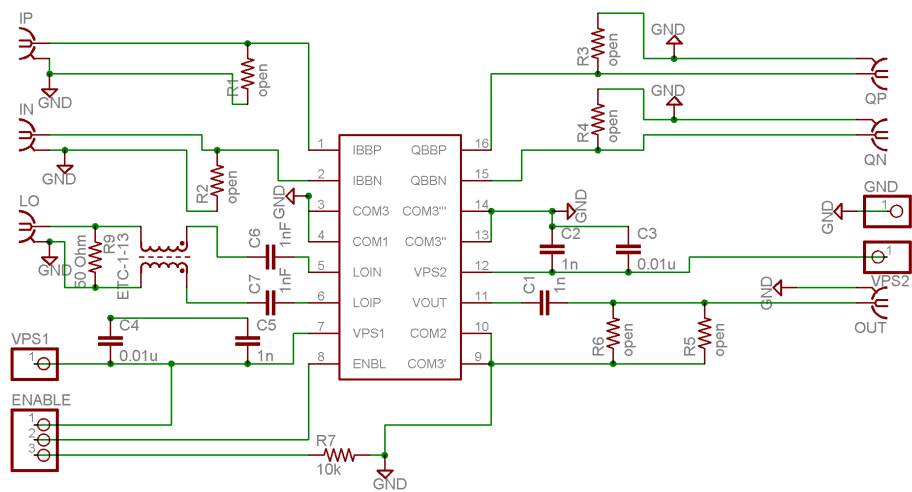 IP
GND
R1
open
IN
GND
R2
open
LO
GND
R9
50 Ohm
ETC-1-13
C6
1nF
C7
1nF
GND
C4
0.01u
C5
1n
VPS1
1
ENABLE
1
2
3
R7
10k
GND
1 IBBP QBBP 16
2 IBBN QBBN 15
3 COM3 COM3''' 14
4 COM1 COM3'' 13
5 LOIN VPS2 12
6 LOIP VOUT 11
7 VPS1 COM2 10
8 ENBL COM3' 9
R3
open
GND
QP
R4
open
GND
QN
GND
C2
1n
C3
0.01u
GND
GND
1
1
VPS2
C1
1n
GND
OUT
R6
open
R5
open